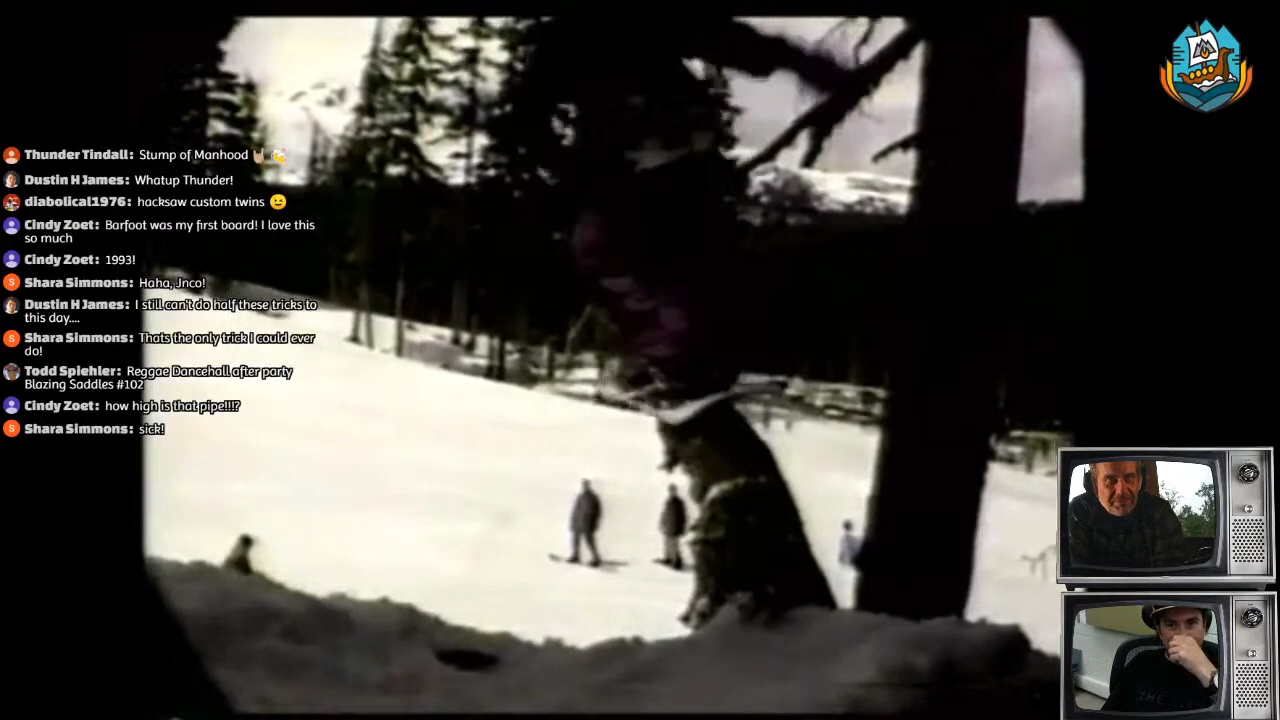 Thunder Tindall: Stump of Manhood 🤘🏼 🍻
Dustin H James: Whatup Thunder!
diabolical1976: hacksaw custom twins 😉
Cindy Zoet: Barfoot was my first board! I love this
so much
Cindy Zoet: 1993!
Shara Simmons: Haha, Jnco!
Dustin H James: I still can't do half these tricks to
this day....
Shara Simmons: Thats the only trick I could ever
do!
Todd Spiehler: Reggae Dancehall after party
Blazing Saddles #102
Cindy Zoet: how high is that pipe!!!?
Shara Simmons: sick!